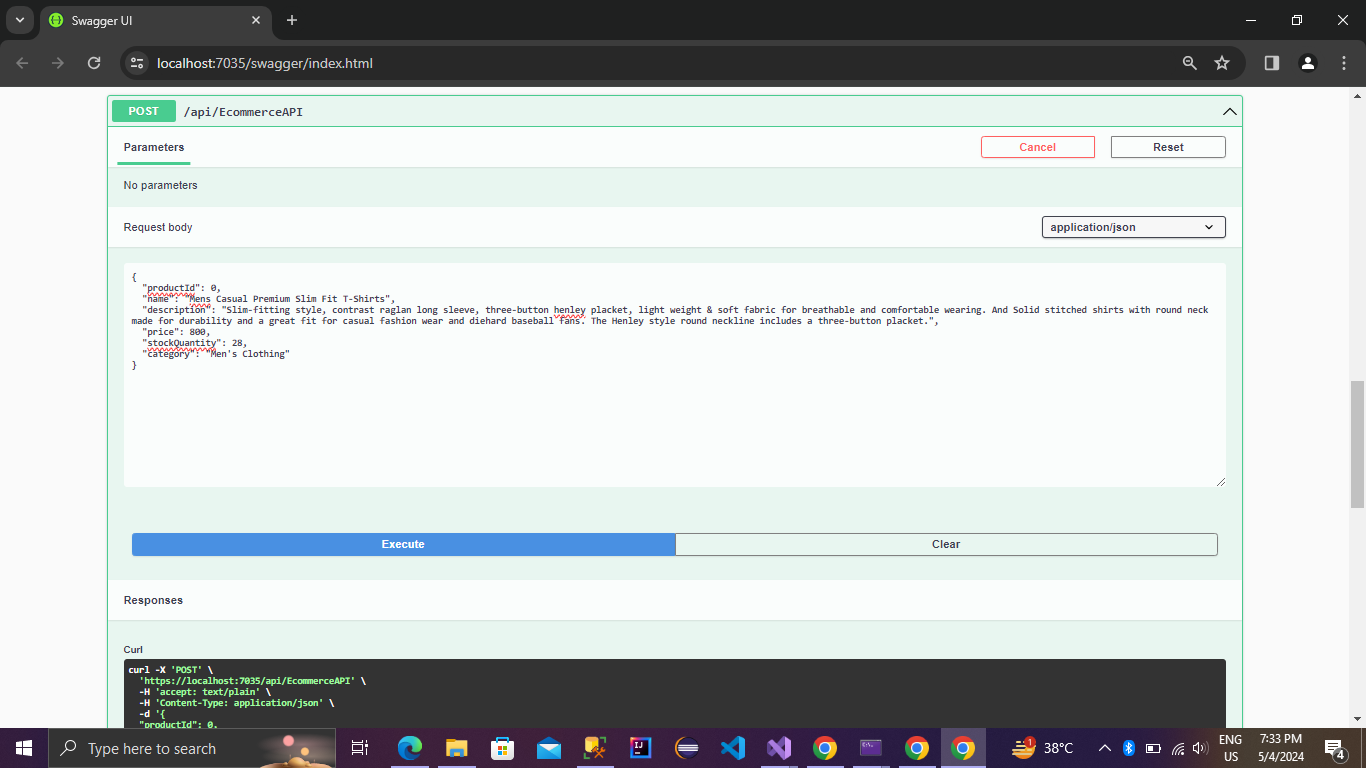 Swagger UI
localhost:7035/swagger/index.html
POST /api/EcommerceAPI
Parameters
Cancel
Reset
No parameters
Request body
application/json
{
"productId": 0,
"name": "Mens Casual Premium Slim Fit T-Shirts",
"description": "Slim-fitting style, contrast raglan long sleeve, three-button henley placket, light weight & soft fabric for breathable and comfortable wearing. And Solid stitched shirts with round neck
made for durability and a great fit for casual fashion wear and diehard baseball fans. The Henley style round neckline includes a three-button placket.",
"price": 800,
"stockQuantity": 28,
"category": "Men's Clothing"
}
Execute
Clear
Responses
Curl
curl -X 'POST' \
'https://localhost:7035/api/EcommerceAPI' \
-H 'accept: text/plain' \
-H 'Content-Type: application/json' \
-d '{
"productId": 0,
Type here to search
38°C
ENG
US
7:33 PM
5/4/2024
1
4